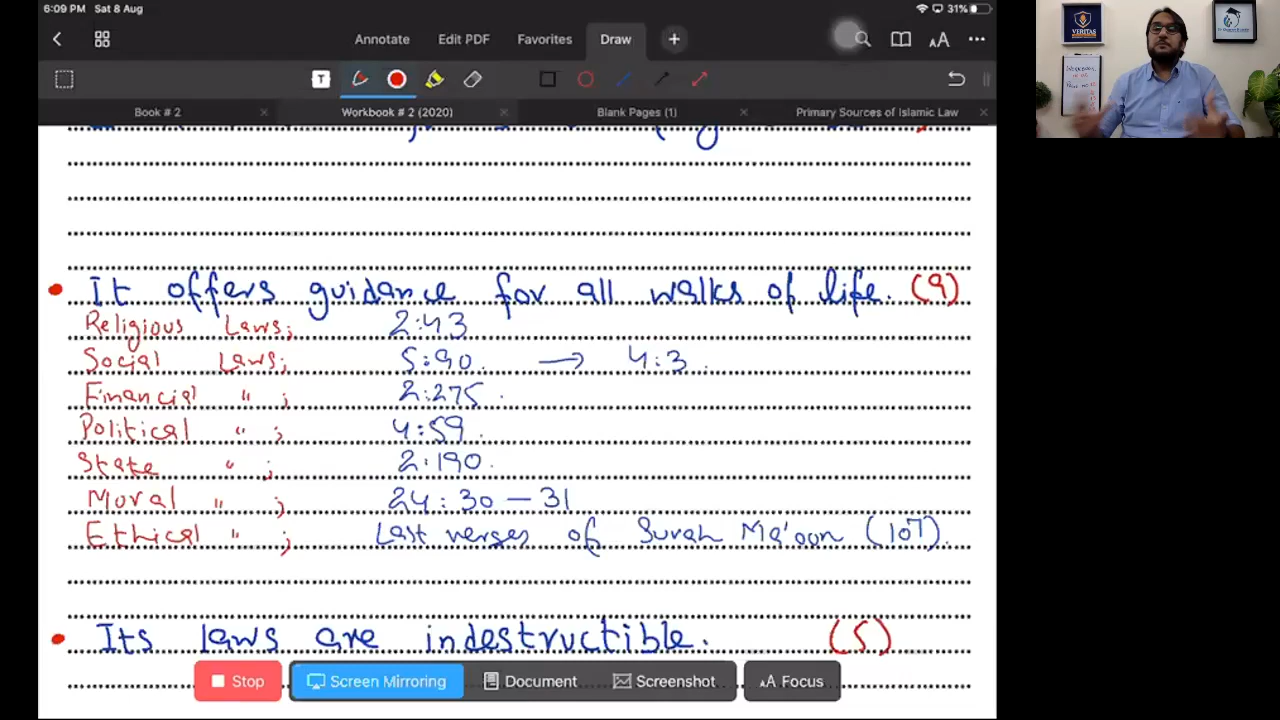 6:09 PM Sat 8 Aug 31%
Annotate Edit PDF Favorites Draw + AA
T
Book # 2 Workbook # 2 (2020) Blank Pages (1) Primary Sources of Islamic Law
• It offers guidance for all walks of life. (9)
Religious Laws; 2:43
Social Laws; 5:90. → 4:3.
Financial " ; 2:275.
Political " ; 4:59.
State " ; 2:190.
Moral " ; 24:30-31
Ethical " ; Last verses of Surah Ma'oon (107).
• Its laws are indestructible. (5)
Stop Screen Mirroring Document Screenshot AA Focus
VERITAS